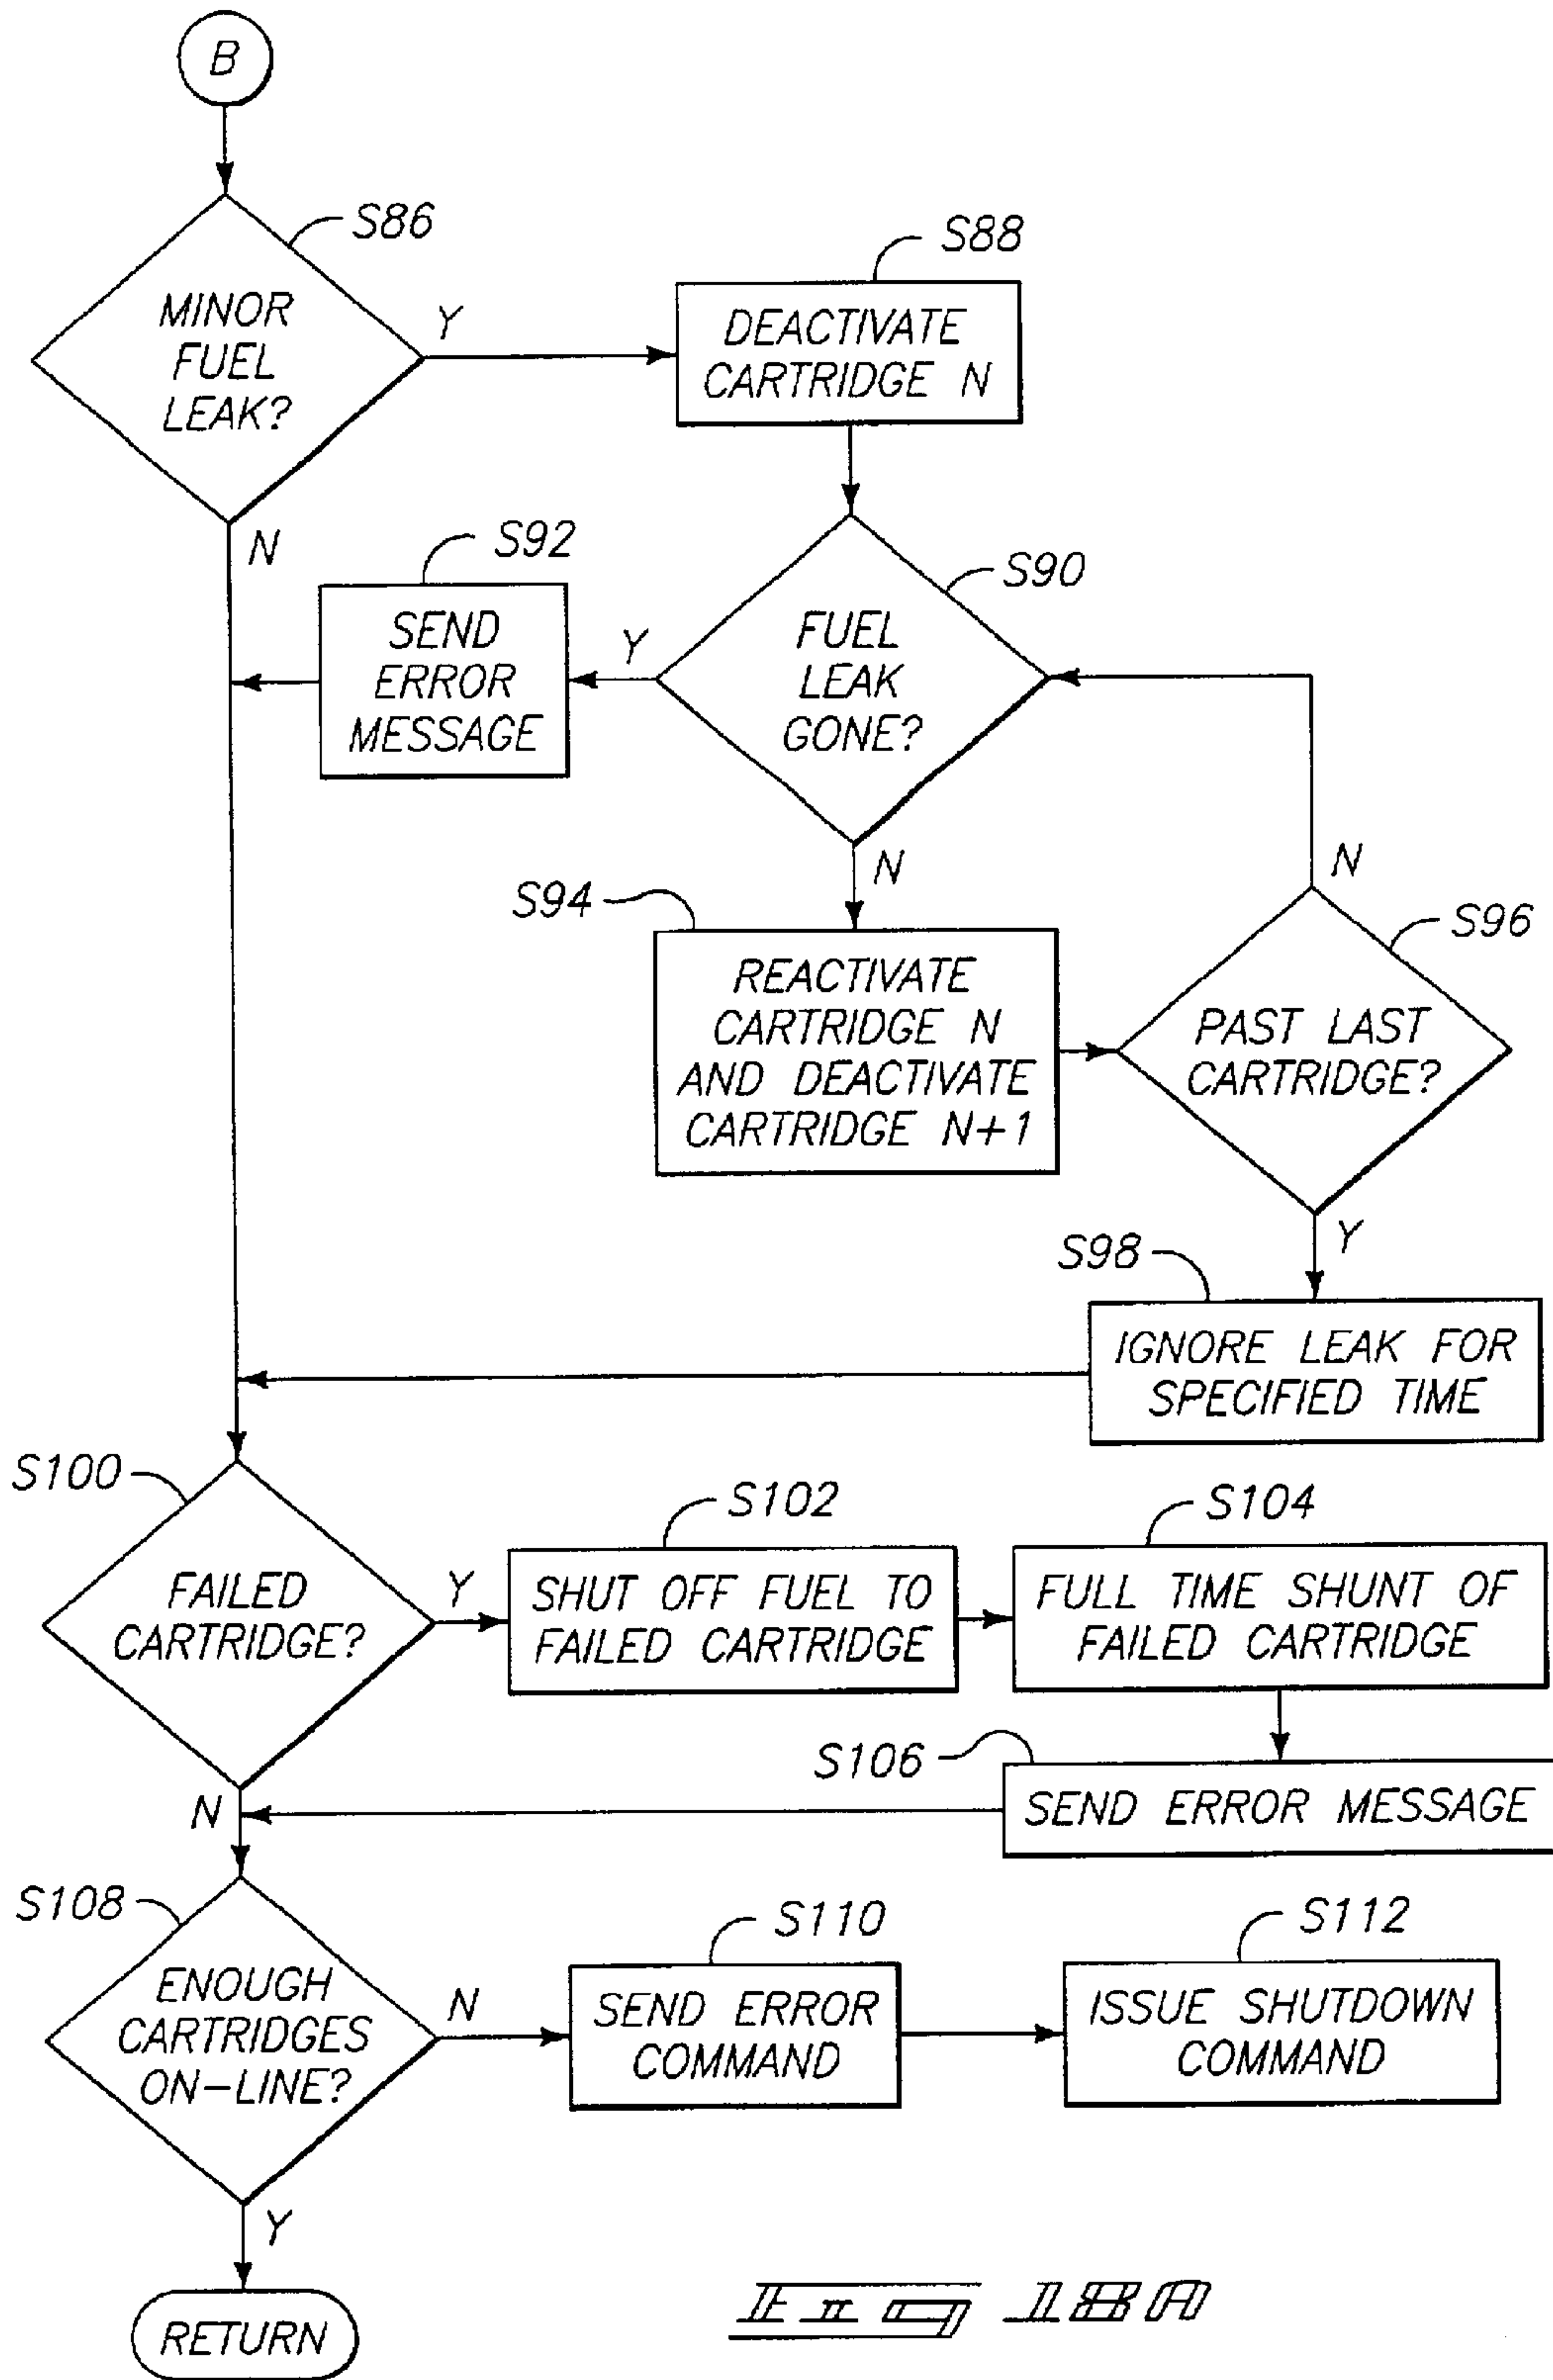 B
S86
MINOR
FUEL
LEAK?
Y
N
S88
DEACTIVATE
CARTRIDGE N
S92
SEND
ERROR
MESSAGE
Y
S90
FUEL
LEAK
GONE?
N
S94
REACTIVATE
CARTRIDGE N
AND DEACTIVATE
CARTRIDGE N+1
N
S96
PAST LAST
CARTRIDGE?
Y
S98
IGNORE LEAK FOR
SPECIFIED TIME
S100
FAILED
CARTRIDGE?
Y
N
S102
SHUT OFF FUEL TO
FAILED CARTRIDGE
S104
FULL TIME SHUNT OF
FAILED CARTRIDGE
S106
SEND ERROR MESSAGE
S108
ENOUGH
CARTRIDGES
ON-LINE?
N
Y
S110
SEND ERROR
COMMAND
S112
ISSUE SHUTDOWN
COMMAND
RETURN
Fig 18A